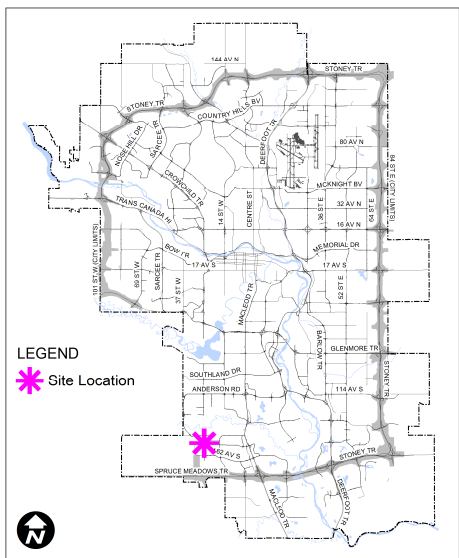 144 AV N
STONEY TR
STONEY TR
COUNTRY HILLS BV
NOSE HILL DR
SARCEE TR
DEERFOOT TR
80 AV N
CROWCHILD TR
MCKNIGHT BV
84 ST E (CITY LIMITS)
14 ST W
CENTRE ST
36 ST E
32 AV N
64 ST E
TRANS CANADA HI
16 AV N
101 ST W (CITY LIMITS)
BOW TR
MEMORIAL DR
17 AV S
17 AV S
69 ST W
SARCEE TR
37 ST W
52 ST E
MACLEOD TR
BARLOW TR
LEGEND
Site Location
GLENMORE TR
STONEY TR
SOUTHLAND DR
ANDERSON RD
114 AV S
62 AV S
STONEY TR
SPRUCE MEADOWS TR
MACLEOD TR
DEERFOOT TR
N